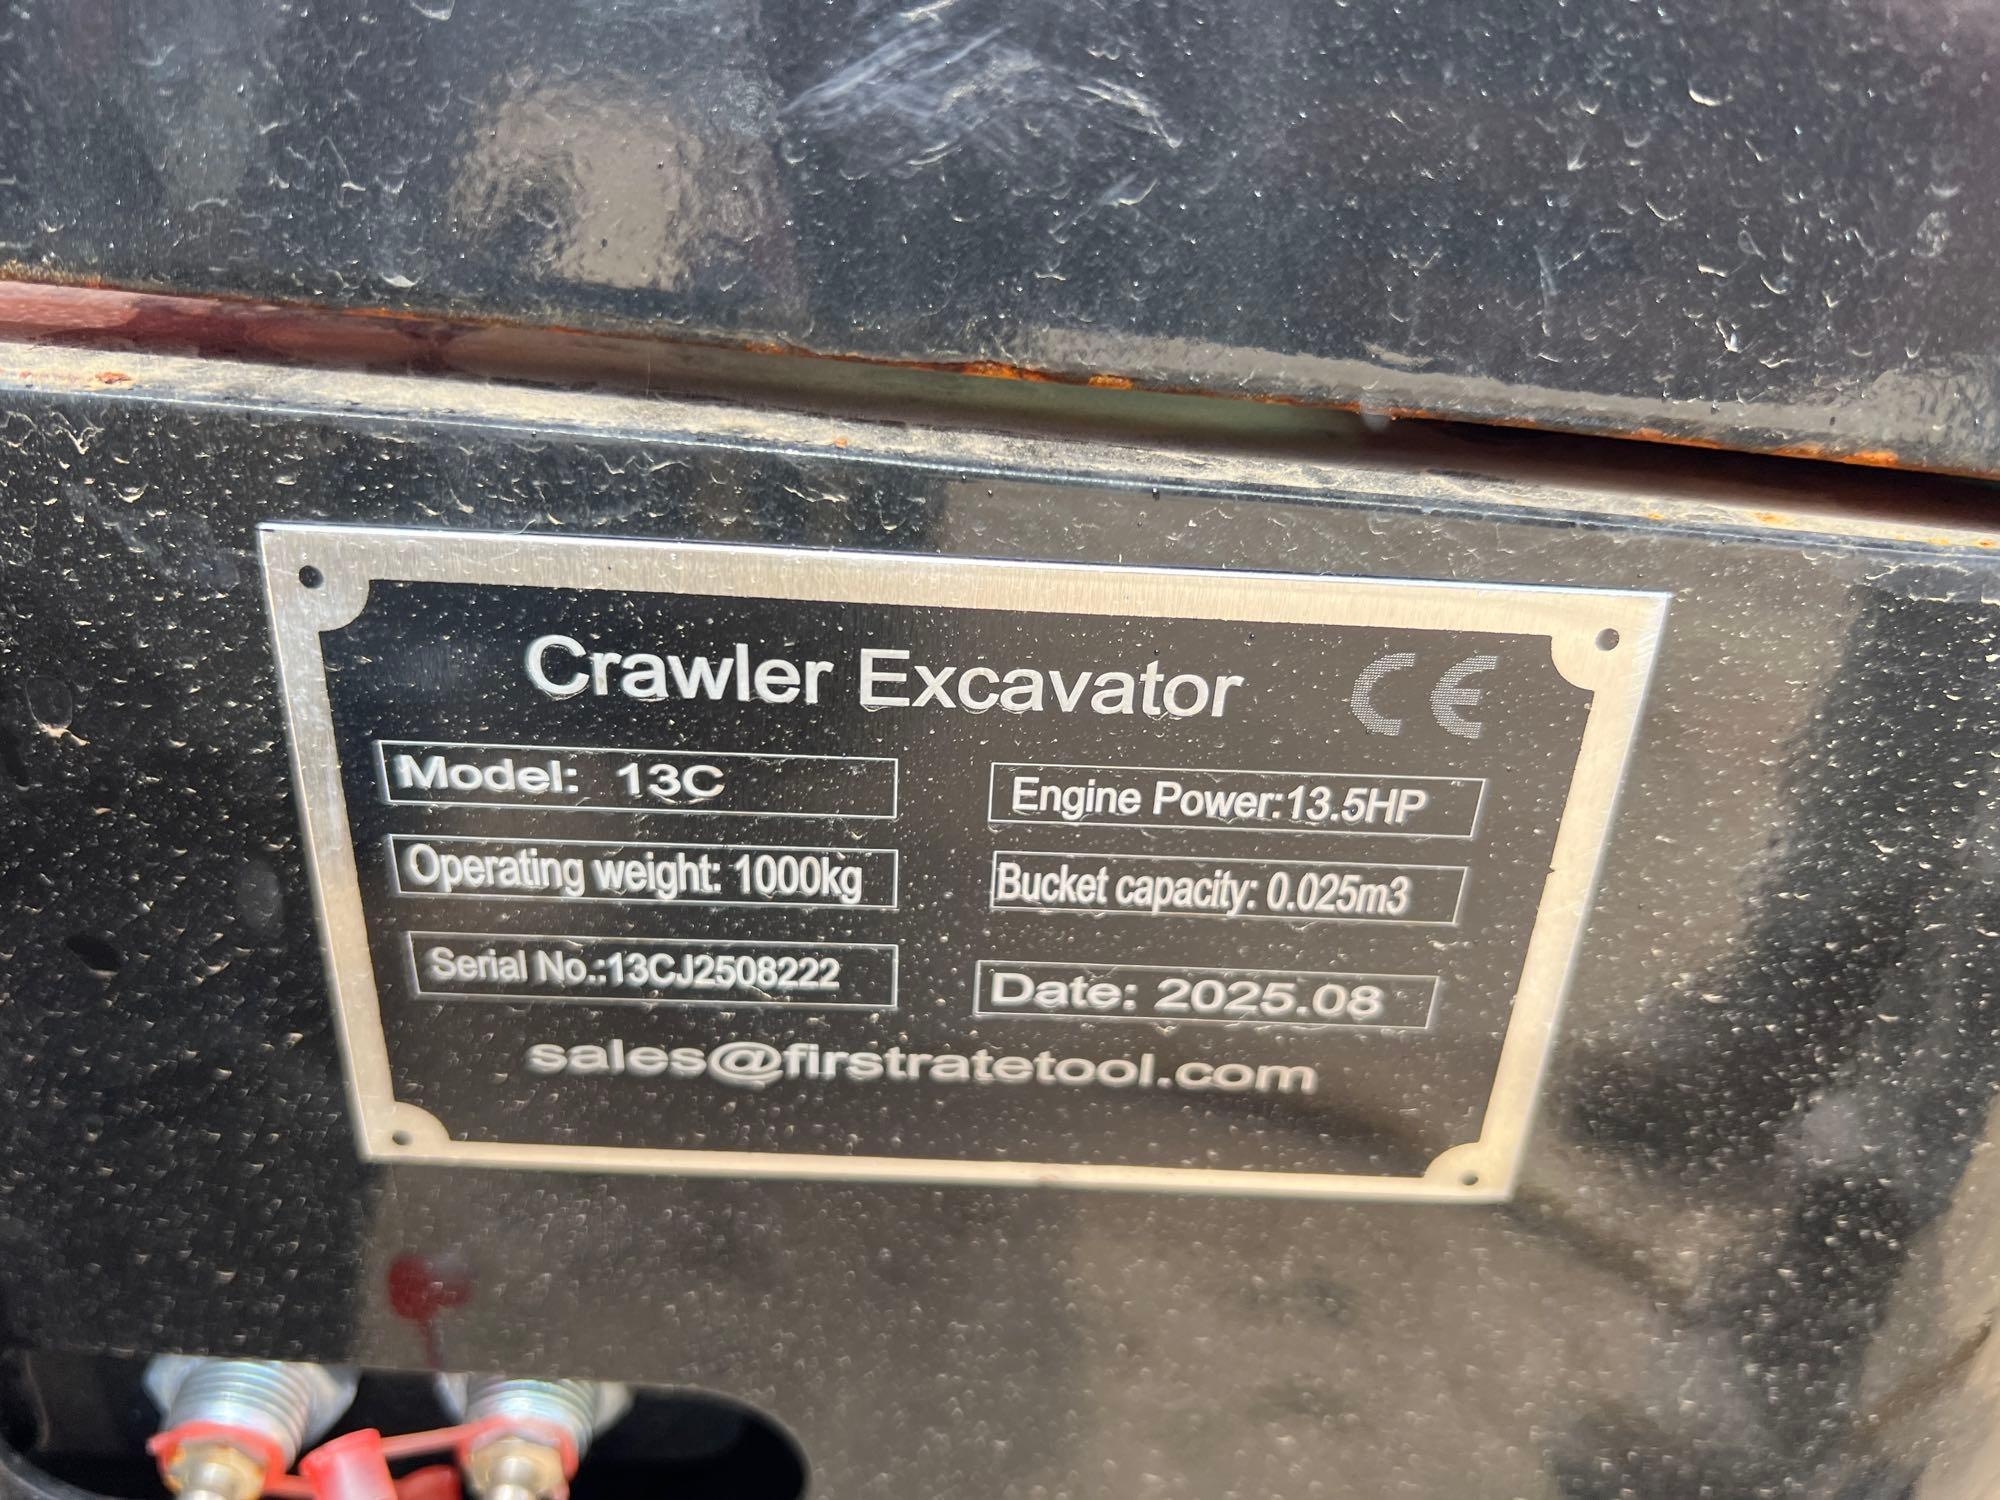 Crawler Excavator CE
Model: 13C
Engine Power:13.5HP
Operating weight: 1000kg
Bucket capacity: 0.025m3
Serial No.:13CJ2508222
Date: 2025.08
sales@firstratetool.com